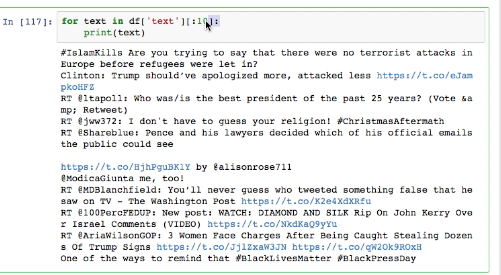 In [117]: for text in df['text'][:10]:
print(text)
#IslamKills Are you trying to say that there were no terrorist attacks in
Europe before refugees were let in?
Clinton: Trump should've apologized more, attacked less https://t.co/eJam
pkoHFZ
RT @ltapoll: Who was/is the best president of the past 25 years? (Vote &a
mp; Retweet)
RT @jww372: I don't have to guess your religion! #ChristmasAftermath
RT @Shareblue: Pence and his lawyers decided which of his official emails
the public could see
https://t.co/HjhPguBK1Y by @alisonrose711
@ModicaGiunta me, too!
RT @MDBlanchfield: You'll never guess who tweeted something false that he
saw on TV - The Washington Post https://t.co/K2e4XdXRfu
RT @100PercFEDUP: New post: WATCH: DIAMOND AND SILK Rip On John Kerry Ove
r Israel Comments (VIDEO) https://t.co/NkdKaQ9yYu
RT @AriaWilsonGOP: 3 Women Face Charges After Being Caught Stealing Dozen
s Of Trump Signs https://t.co/JjlZxaW3JN https://t.co/qW2Ok9ROxH
One of the ways to remind that #BlackLivesMatter #BlackPressDay